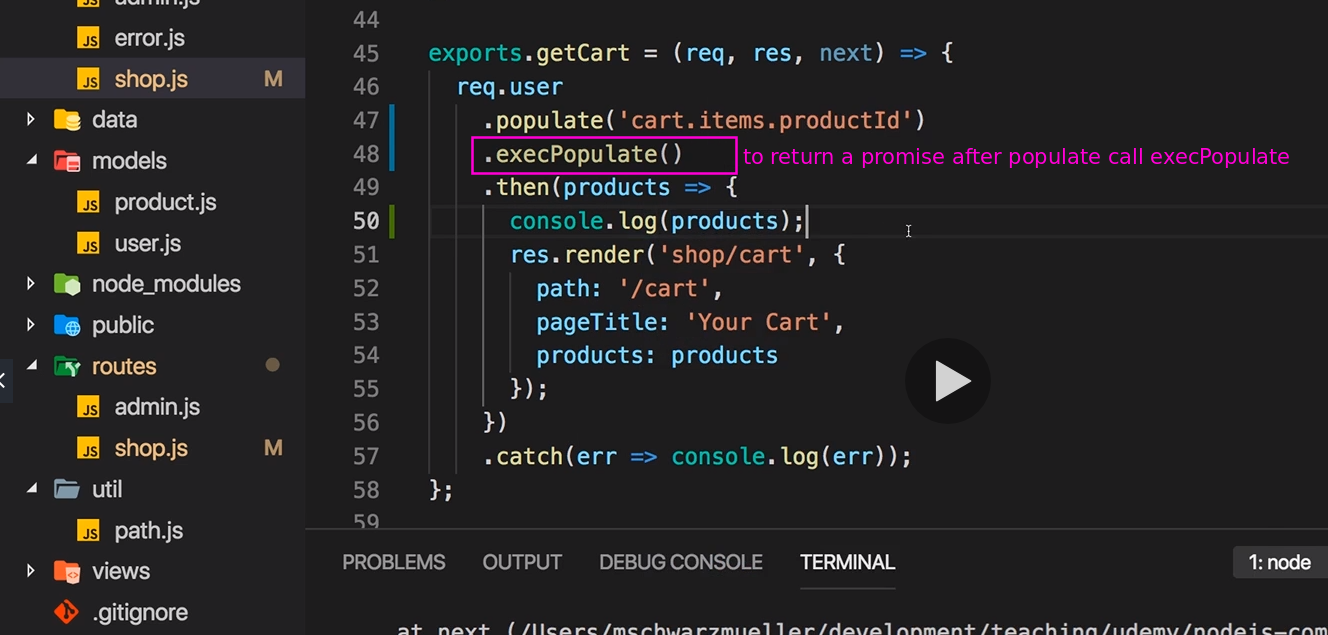 admin.js
error.js
shop.js M
data
models
product.js
user.js
node_modules
public
routes
admin.js
shop.js M
util
path.js
views
.gitignore
44
45 exports.getCart = (req, res, next) => {
46 req.user
47 .populate('cart.items.productId')
48 .execPopulate() to return a promise after populate call execPopulate
49 .then(products => {
50 console.log(products);
51 res.render('shop/cart', {
52 path: '/cart',
53 pageTitle: 'Your Cart',
54 products: products
55 });
56 })
57 .catch(err => console.log(err));
58 };
59
PROBLEMS OUTPUT DEBUG CONSOLE TERMINAL 1: node
at next (/Users/mschwarzmueller/development/teaching/udemy/nodejs-com